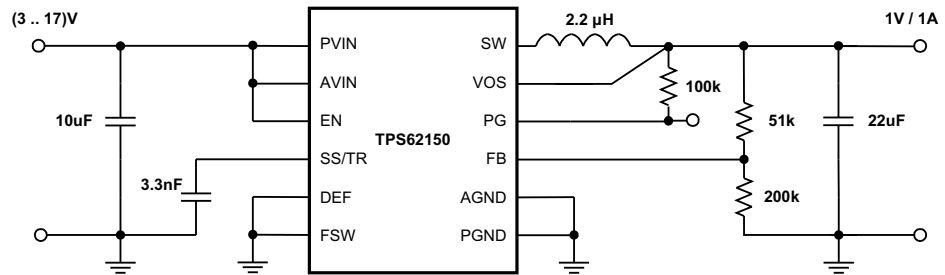 (3 .. 17)V
2.2 µH
1V / 1A
PVIN
SW
AVIN
VOS
100k
10uF
EN
PG
51k
22uF
TPS62150
SS/TR
FB
3.3nF
DEF
AGND
200k
FSW
PGND